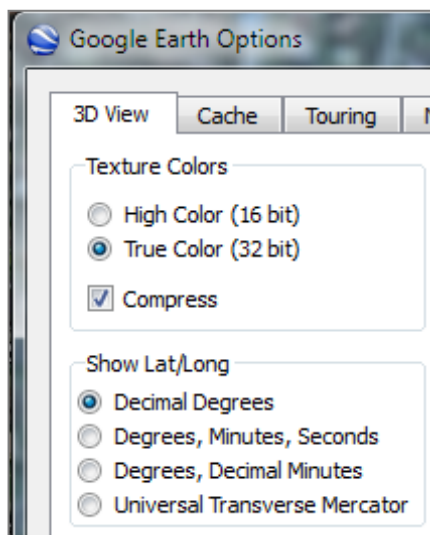 Google Earth Options
3D View Cache Touring
Texture Colors
High Color (16 bit)
True Color (32 bit)
Compress
Show Lat/Long
Decimal Degrees
Degrees, Minutes, Seconds
Degrees, Decimal Minutes
Universal Transverse Mercator